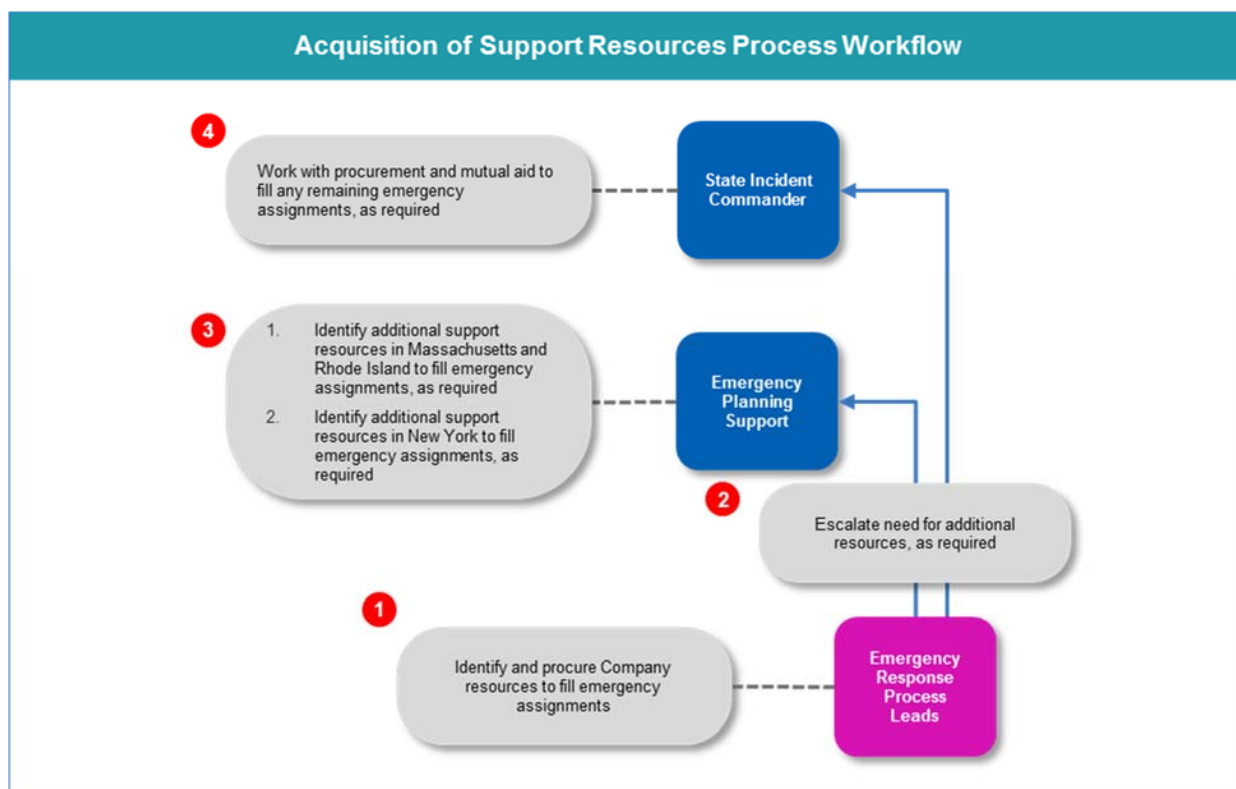 Acquisition of Support Resources Process Workflow
4
Work with procurement and mutual aid to
fill any remaining emergency
assignments, as required
State Incident
Commander
3
1. Identify additional support
resources in Massachusetts and
Rhode Island to fill emergency
assignments, as required
2. Identify additional support
resources in New York to fill
emergency assignments, as
required
Emergency
Planning
Support
2
Escalate need for additional
resources, as required
1
Identify and procure Company
resources to fill emergency
assignments
Emergency
Response
Process
Leads